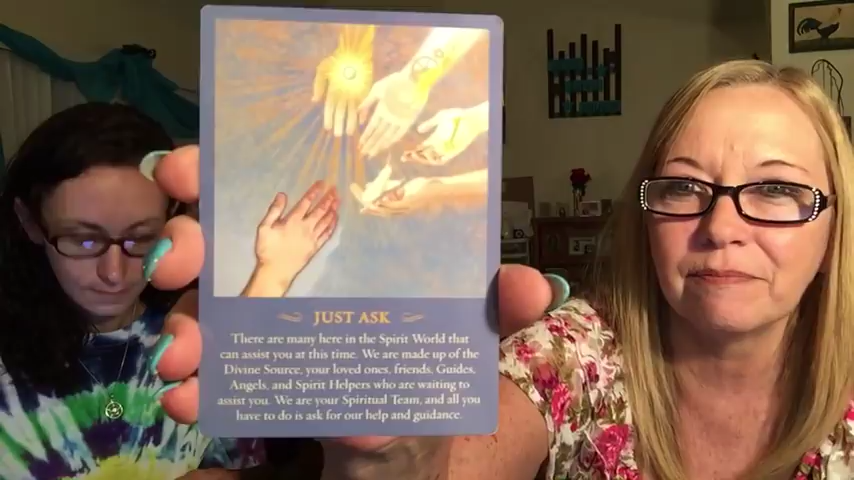 JUST ASK
There are many here in the Spirit World that
can assist you at this time. We are made up of the
Divine Source, your loved ones, friends, Guides,
Angels, and Spirit Helpers who are waiting to
assist you. We are your Spiritual Team, and all you
have to do is ask for our help and guidance.